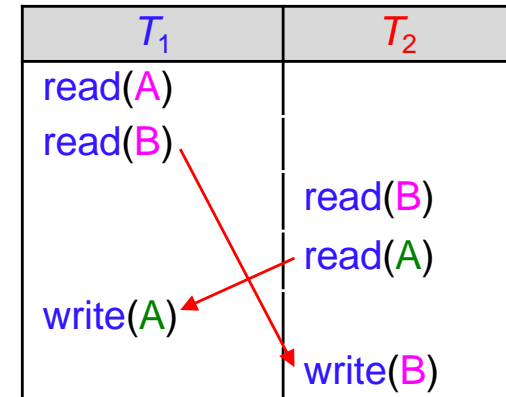 T₁ T₂
read(A)
read(B)
read(B)
read(A)
write(A)
write(B)